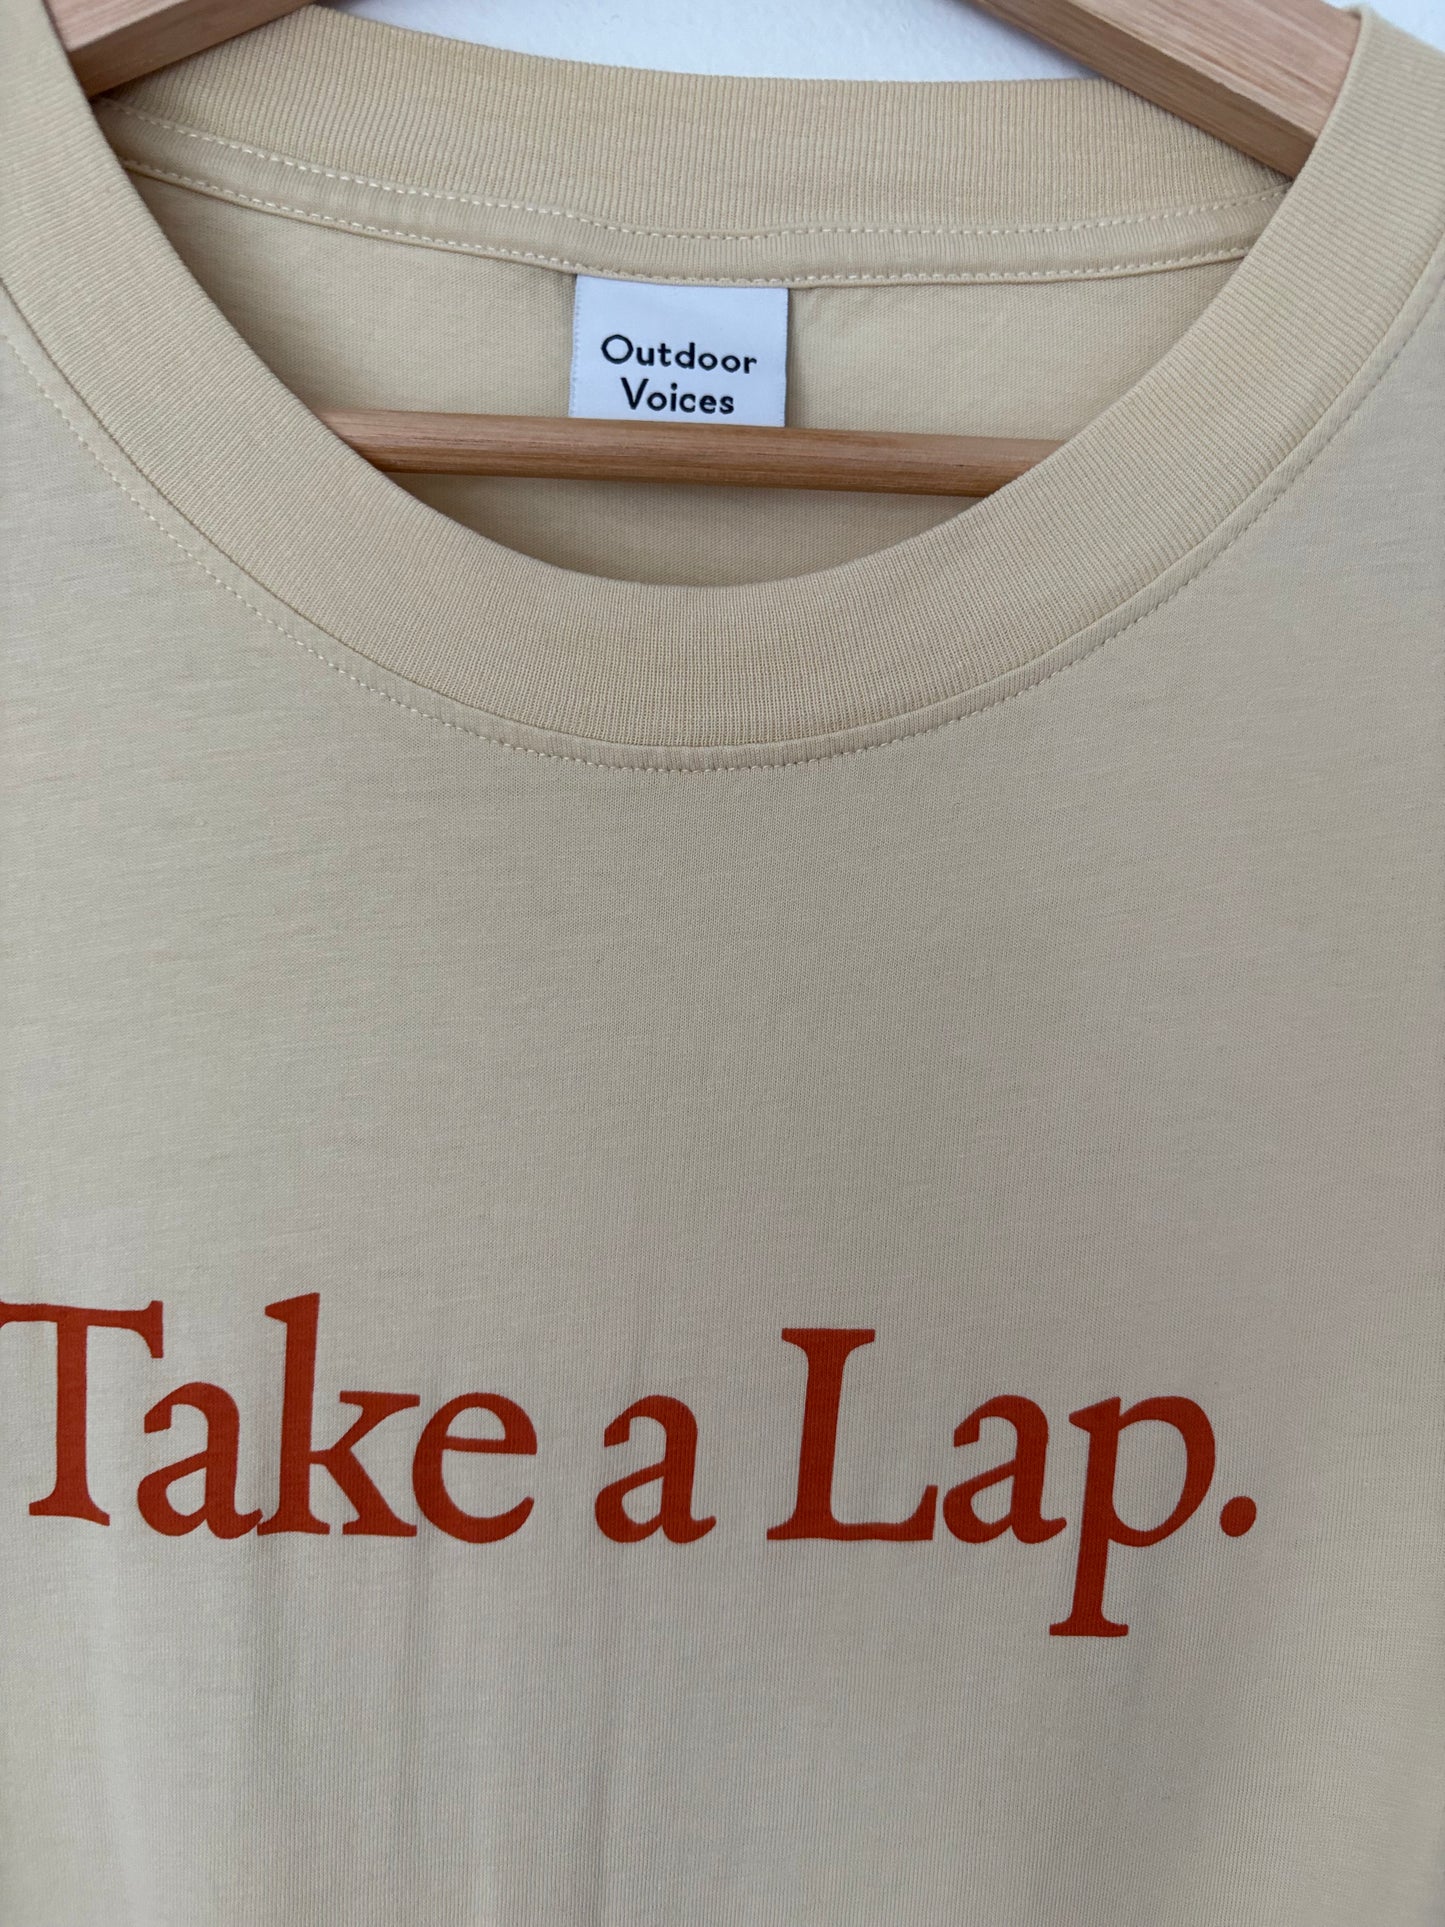 Outdoor
Voices
Take a Lap.